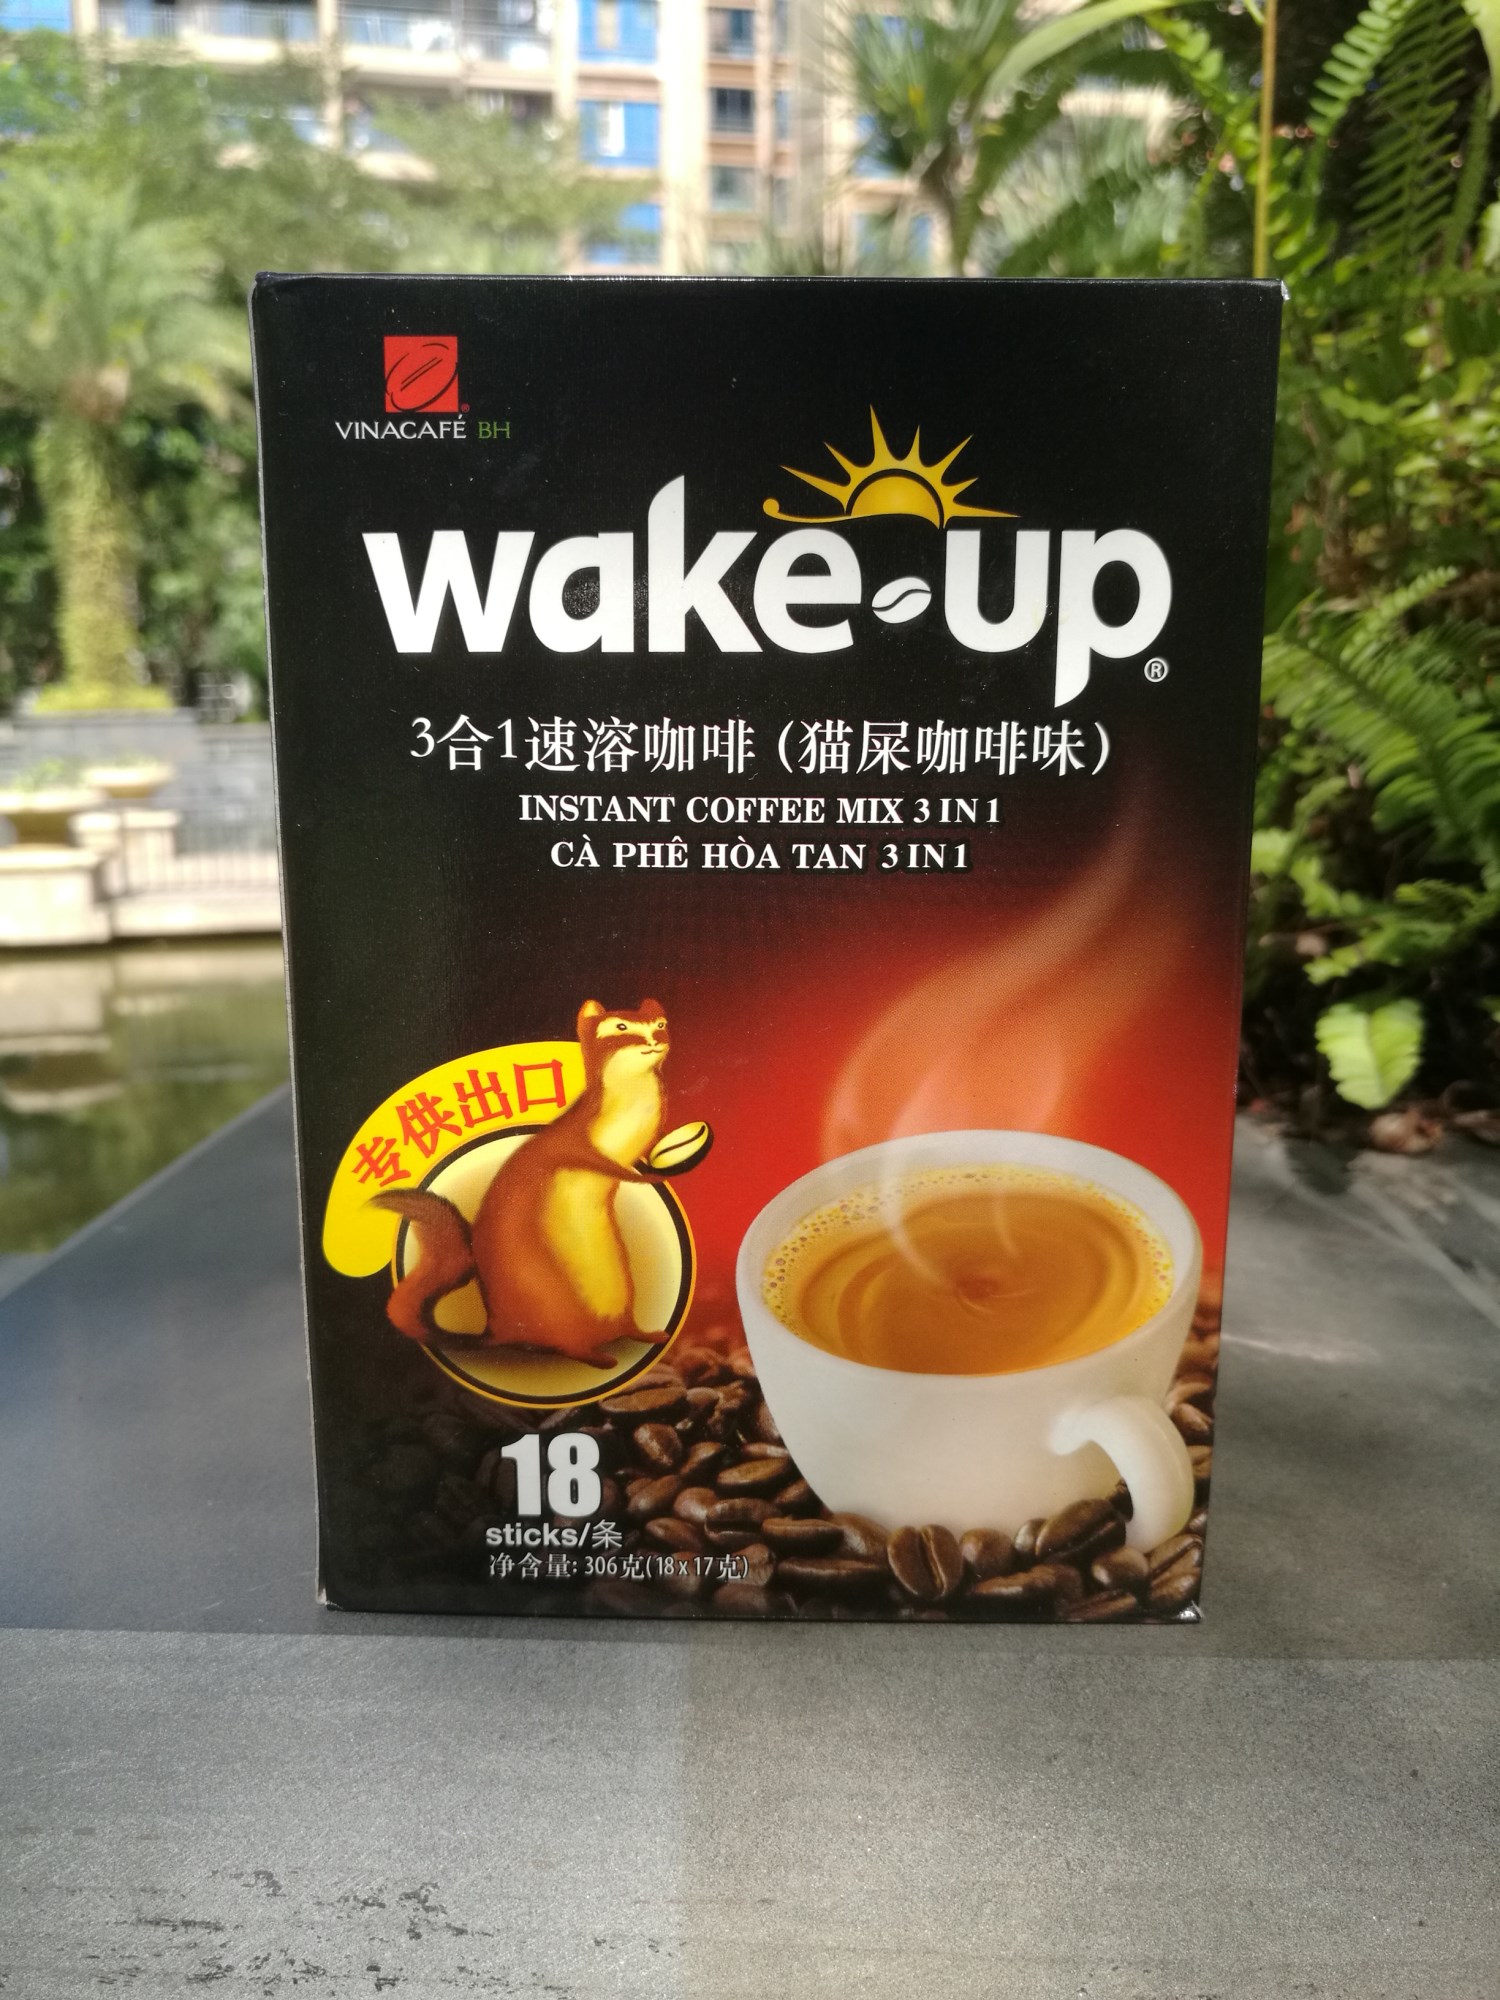 VINACAFÉ BH
wake-up®
3合1速溶咖啡（猫屎咖啡味）
INSTANT COFFEE MIX 3 IN 1
CÀ PHÊ HÒA TAN 3 IN 1
专供出口
18
sticks/条
净含量: 306克(18 x 17克)